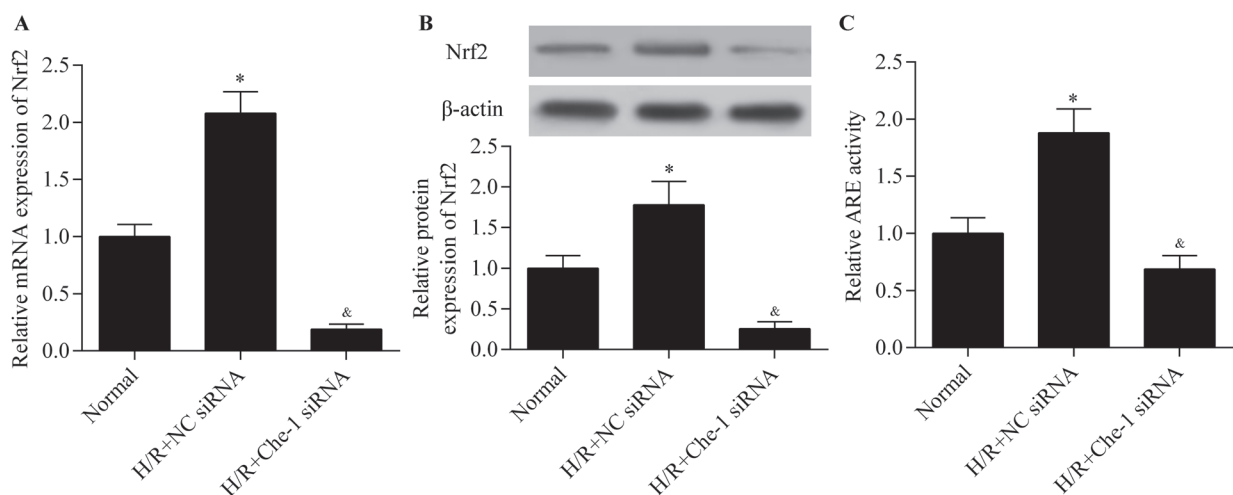 A
Relative mRNA expression of Nrf2
2.5
2.0
1.5
1.0
0.5
0.0
*
&
Normal
H/R+NC siRNA
H/R+Che-1 siRNA
B
Nrf2
β-actin
Relative protein
expression of Nrf2
2.5
2.0
1.5
1.0
0.5
0.0
*
&
Normal
H/R+NC siRNA
H/R+Che-1 siRNA
C
Relative ARE activity
2.5
2.0
1.5
1.0
0.5
0.0
*
&
Normal
H/R+NC siRNA
H/R+Che-1 siRNA